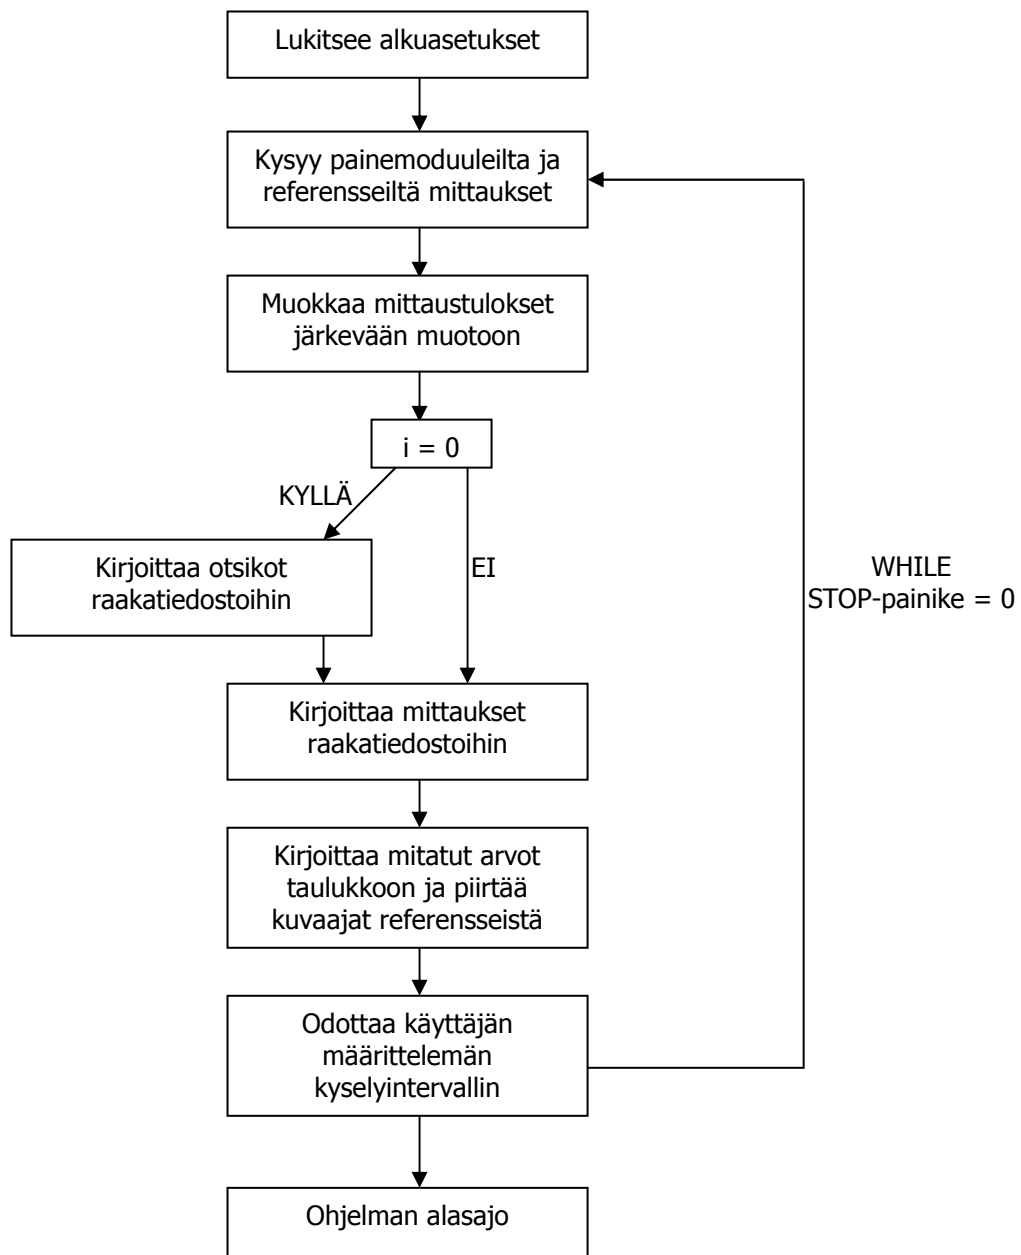 Lukitsee alkuasetukset
Kysyy painemoduuleilta ja
referensseiltä mittaukset
Muokkaa mittaustulokset
järkevään muotoon
i = 0
KYLLÄ
Kirjoittaa otsikot
raakatiedostoihin
EI
WHILE
STOP-painike = 0
Kirjoittaa mittaukset
raakatiedostoihin
Kirjoittaa mitatut arvot
taulukkoon ja piirtää
kuvaajat referensseistä
Odottaa käyttäjän
määrittelemän
kyselyintervallin
Ohjelman alasajo